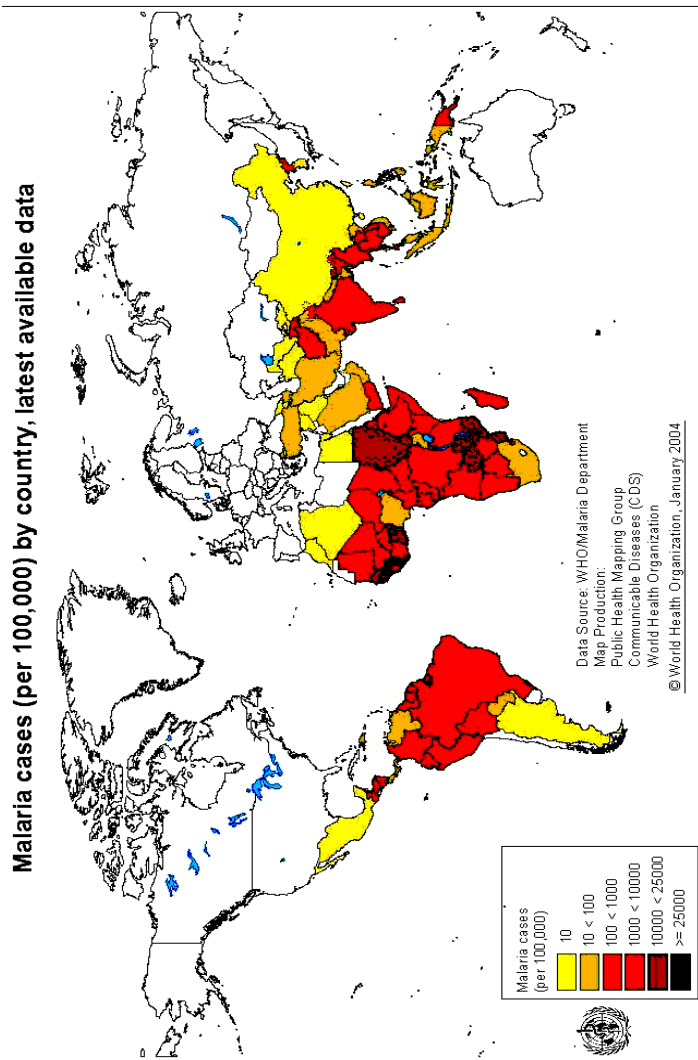 Malaria cases (per 100,000) by country, latest available data
Malaria cases
(per 100,000)
10
10 < 100
100 < 1000
1000 < 10000
10000 < 25000
>= 25000
Data Source: WHO/Malaria Department
Map Production:
Public Health Mapping Group
Communicable Diseases (CDS)
World Health Organization
© World Health Organization, January 2004